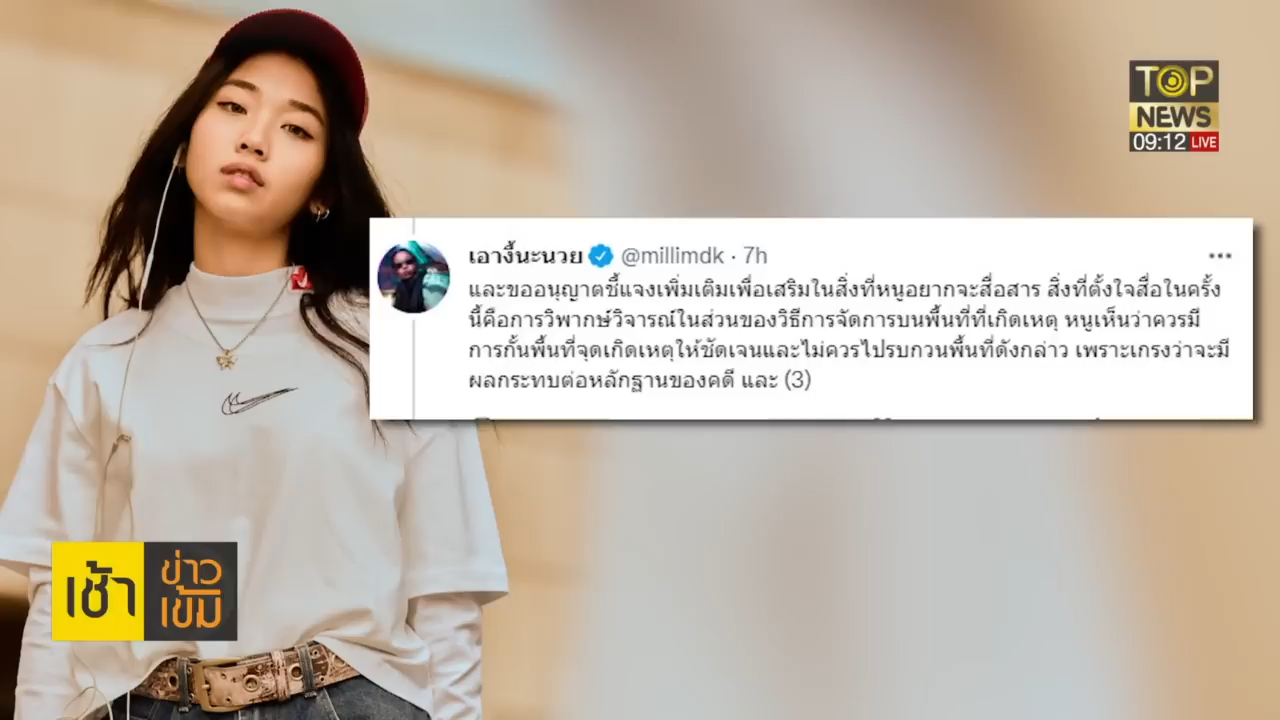 TOP
NEWS
09:12 LIVE
เอางี้นะนวย @millimdk · 7h
และขออนุญาตชี้แจงเพิ่มเติมเพื่อเสริมในสิ่งที่หนูอยากจะสื่อสาร สิ่งที่ตั้งใจสื่อในครั้ง
นี้คือการวิพากษ์วิจารณ์ในส่วนของวิธีการจัดการบนพื้นที่ที่เกิดเหตุ หนูเห็นว่าควรมี
การกั้นพื้นที่จุดเกิดเหตุให้ชัดเจนและไม่ควรไปรบกวนพื้นที่ดังกล่าว เพราะเกรงว่าจะมี
ผลกระทบต่อหลักฐานของคดี และ (3)
เช้า
ข่าว
เข้ม